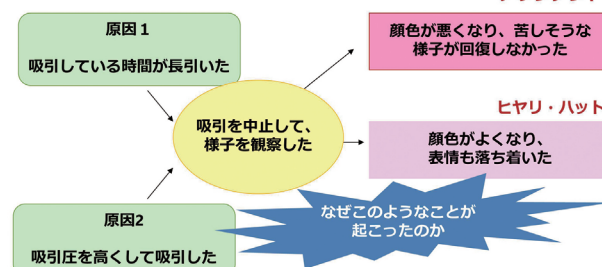 原因１
吸引している時間が長引いた
顔色が悪くなり、苦しそうな
様子が回復しなかった
吸引を中止して、
様子を観察した
ヒヤリ・ハット
顔色がよくなり、
表情も落ち着いた
なぜこのようなことが
起こったのか
原因2
吸引圧を高くして吸引した